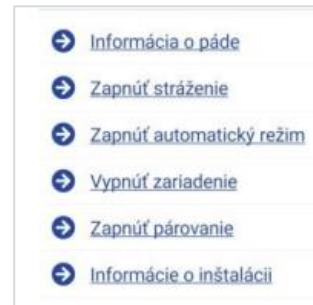 Informácia o páde
Zapnúť stráženie
Zapnúť automatický režim
Vypnúť zariadenie
Zapnúť párovanie
Informácie o inštalácii